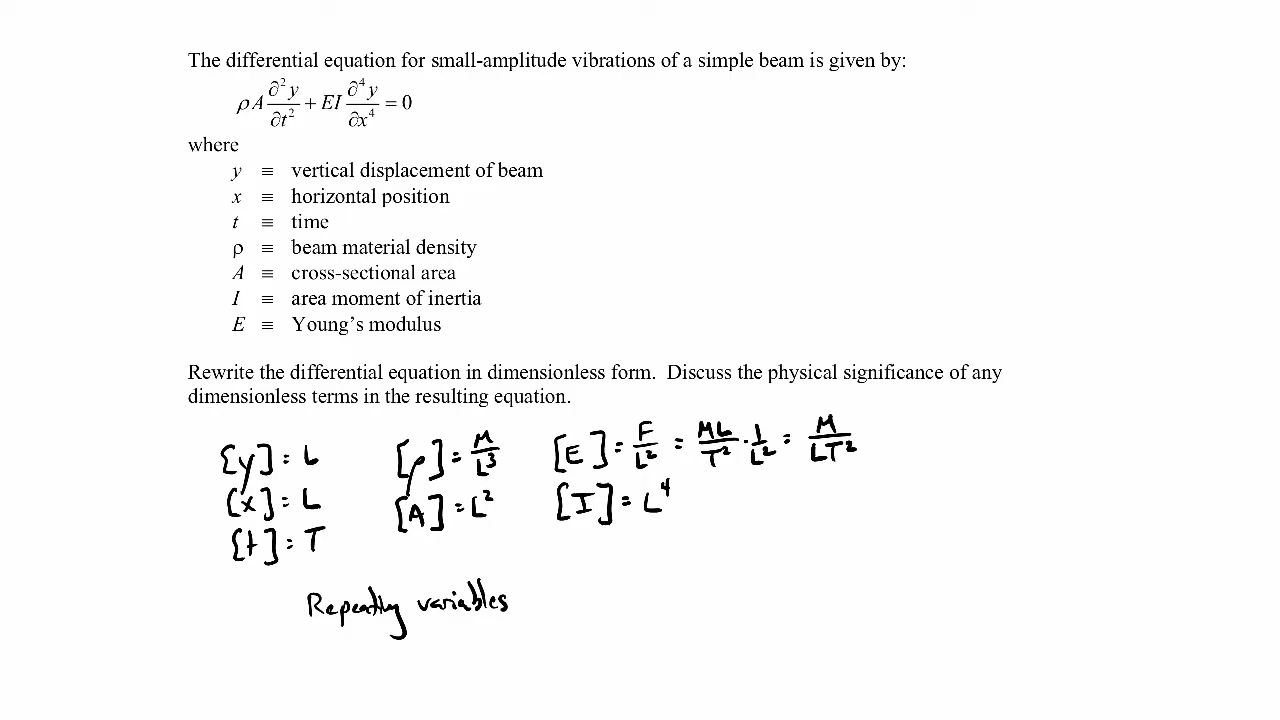 The differential equation for small-amplitude vibrations of a simple beam is given by:
ρA ∂²y/∂t² + EI ∂⁴y/∂x⁴ = 0
where
y ≡ vertical displacement of beam
x ≡ horizontal position
t ≡ time
ρ ≡ beam material density
A ≡ cross-sectional area
I ≡ area moment of inertia
E ≡ Young's modulus
Rewrite the differential equation in dimensionless form. Discuss the physical significance of any
dimensionless terms in the resulting equation.
[y] = L [ρ] = M/L³ [E] = F/L² = ML/T² · 1/L² = M/LT²
[x] = L [A] = L² [I] = L⁴
[t] = T
variables